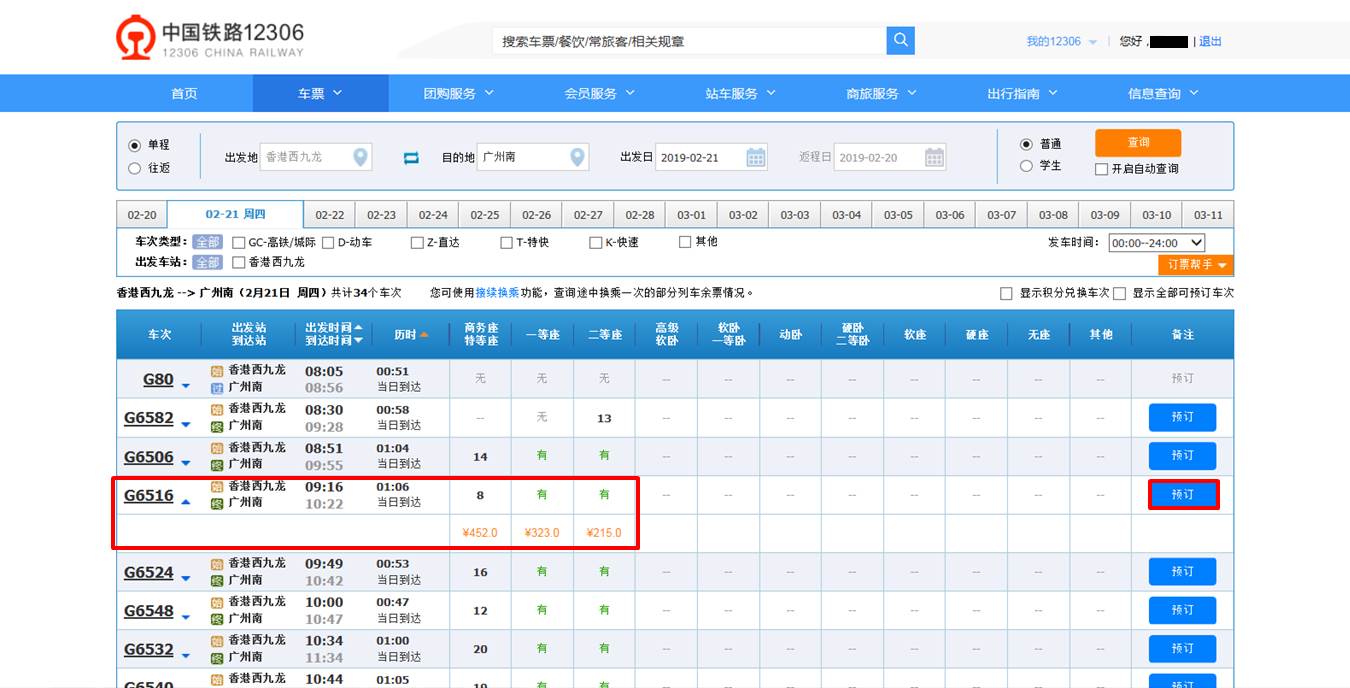 中国铁路12306
12306 CHINA RAILWAY
搜索车票/餐饮/常旅客/相关规章
我的12306 | 您好, | 退出
首页 车票 团购服务 会员服务 站车服务 商旅服务 出行指南 信息查询
单程
往返
出发地 香港西九龙 目的地 广州南 出发日 2019-02-21 返程日 2019-02-20
普通
学生
查询
开启自动查询
02-20 02-21 周四 02-22 02-23 02-24 02-25 02-26 02-27 02-28 03-01 03-02 03-03 03-04 03-05 03-06 03-07 03-08 03-09 03-10 03-11
车次类型: 全部 GC-高铁/城际 D-动车 Z-直达 T-特快 K-快速 其他 发车时间: 00:00--24:00
出发车站: 全部 香港西九龙
订票帮手
香港西九龙 --> 广州南（2月21日 周四）共计34个车次 您可使用接续换乘功能，查询途中换乘一次的部分列车余票情况。 显示积分兑换车次 显示全部可预订车次
车次 出发站 到达站 出发时间 到达时间 历时 商务座 特等座 一等座 二等座 高级 软卧 软卧 一等卧 动卧 硬卧 二等卧 软座 硬座 无座 其他 备注
G80 始 香港西九龙 08:05 00:51 无 无 无 -- -- -- -- -- -- -- -- 预订
过 广州南 08:56 当日到达
G6582 始 香港西九龙 08:30 00:58 -- 无 13 -- -- -- -- -- -- -- -- 预订
终 广州南 09:28 当日到达
G6506 始 香港西九龙 08:51 01:04 14 有 有 -- -- -- -- -- -- -- -- 预订
终 广州南 09:55 当日到达
G6516 始 香港西九龙 09:16 01:06 8 有 有 -- -- -- -- -- -- -- -- 预订
终 广州南 10:22 当日到达
¥452.0 ¥323.0 ¥215.0
G6524 始 香港西九龙 09:49 00:53 16 有 有 -- -- -- -- -- -- -- -- 预订
终 广州南 10:42 当日到达
G6548 始 香港西九龙 10:00 00:47 12 有 有 -- -- -- -- -- -- -- -- 预订
终 广州南 10:47 当日到达
G6532 始 香港西九龙 10:34 01:00 20 有 有 -- -- -- -- -- -- -- -- 预订
终 广州南 11:34 当日到达
G6540 始 香港西九龙 10:44 01:05 19 有 有 -- -- -- -- -- -- -- -- 预订